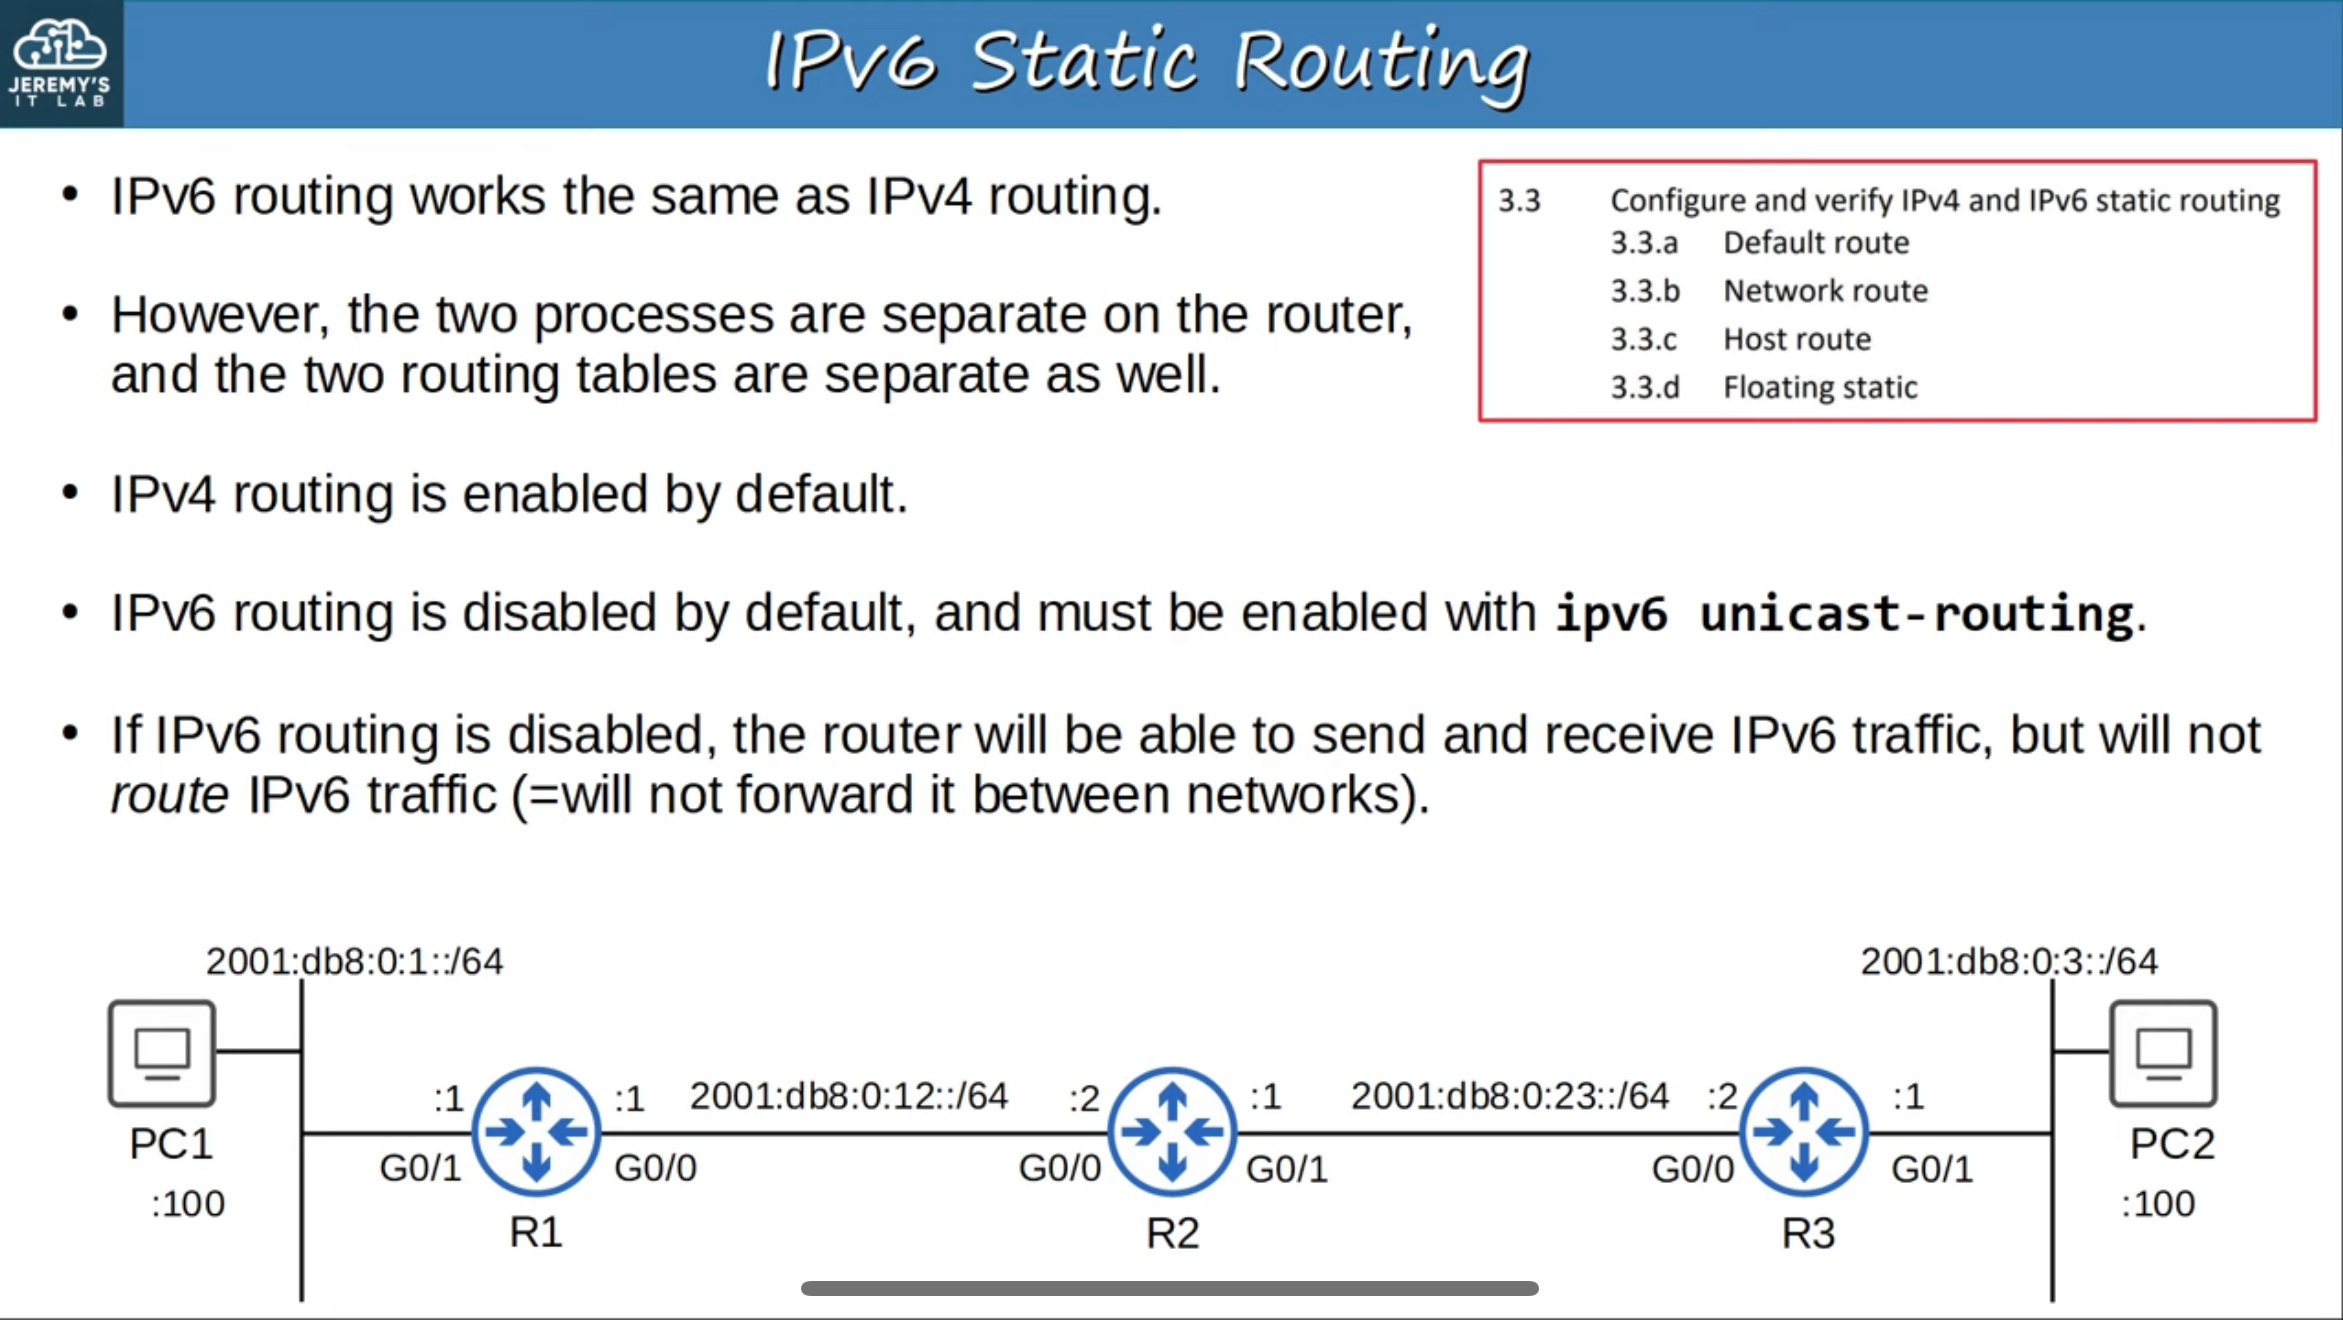 JEREMY'S
IT LAB
IPv6 Static Routing
• IPv6 routing works the same as IPv4 routing.
• However, the two processes are separate on the router,
and the two routing tables are separate as well.
• IPv4 routing is enabled by default.
• IPv6 routing is disabled by default, and must be enabled with ipv6 unicast-routing.
• If IPv6 routing is disabled, the router will be able to send and receive IPv6 traffic, but will not
route IPv6 traffic (=will not forward it between networks).
3.3 Configure and verify IPv4 and IPv6 static routing
3.3.a Default route
3.3.b Network route
3.3.c Host route
3.3.d Floating static
2001:db8:0:1::/64 2001:db8:0:3::/64
:1 :1 2001:db8:0:12::/64 :2 :1 2001:db8:0:23::/64 :2 :1
PC1 PC2
G0/1 G0/0 G0/0 G0/1 G0/0 G0/1
:100 :100
R1 R2 R3